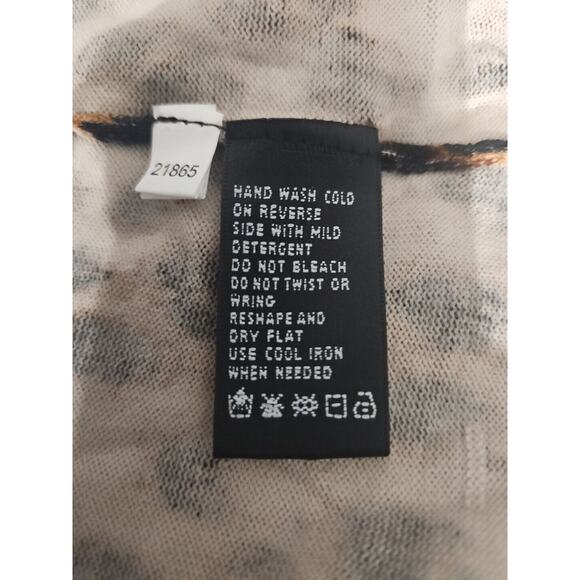 21865
HAND WASH COLD
ON REVERSE
SIDE WITH MILD
DETERGENT
DO NOT BLEACH
DO NOT TWIST OR
WRING
RESHAPE AND
DRY FLAT
USE COOL IRON
WHEN NEEDED